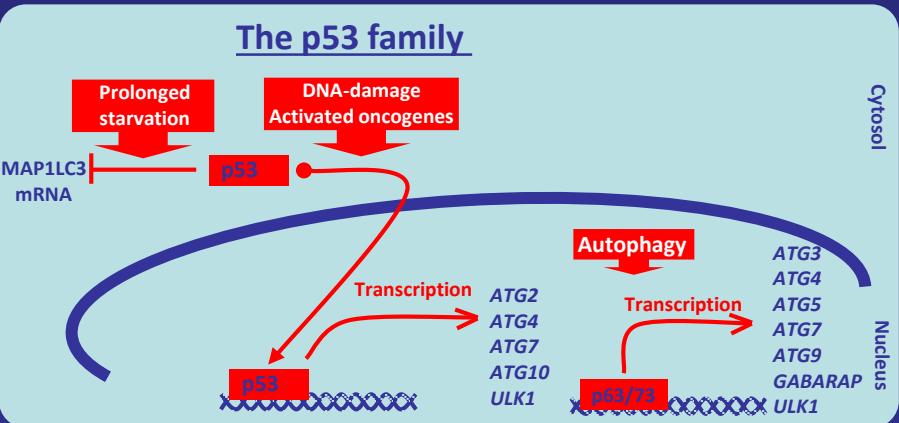 The p53 family
Prolonged
starvation
DNA-damage
Activated oncogenes
Cytosol
MAP1LC3
mRNA
p53
Autophagy
Transcription
ATG2
ATG4
ATG7
ATG10
ULK1
p53
Transcription
ATG3
ATG4
ATG5
ATG7
ATG9
GABARAP
ULK1
p63/73
Nucleus